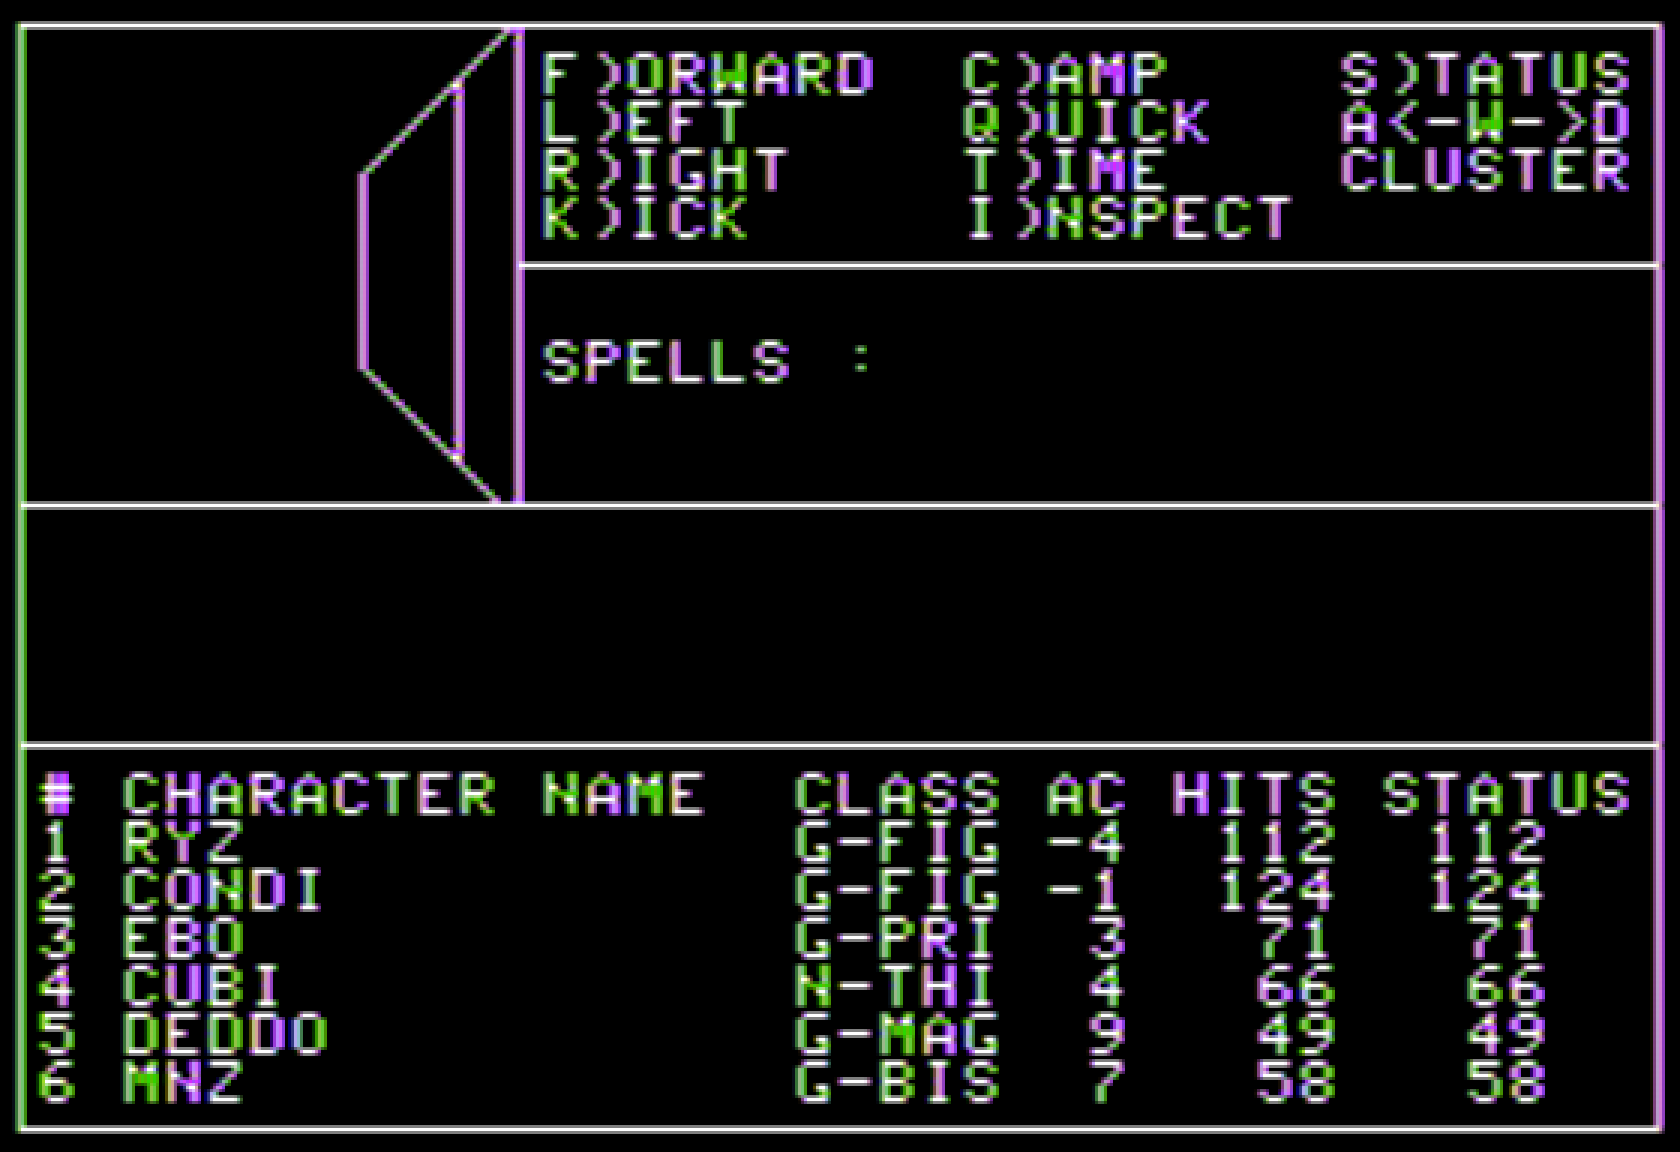 F)ORWARD C)AMP S)TATUS
L)EFT Q)UICK A<-W->D
R)IGHT T)IME CLUSTER
K)ICK I)NSPECT
SPELLS :
# CHARACTER NAME CLASS AC HITS STATUS
1 RYZ G-FIG -4 112 112
2 CONDI G-FIG -1 124 124
3 EBO G-PRI 3 71 71
4 CUBI N-THI 4 66 66
5 DEDDO G-MAG 9 49 49
6 MNZ G-BIS 7 58 58